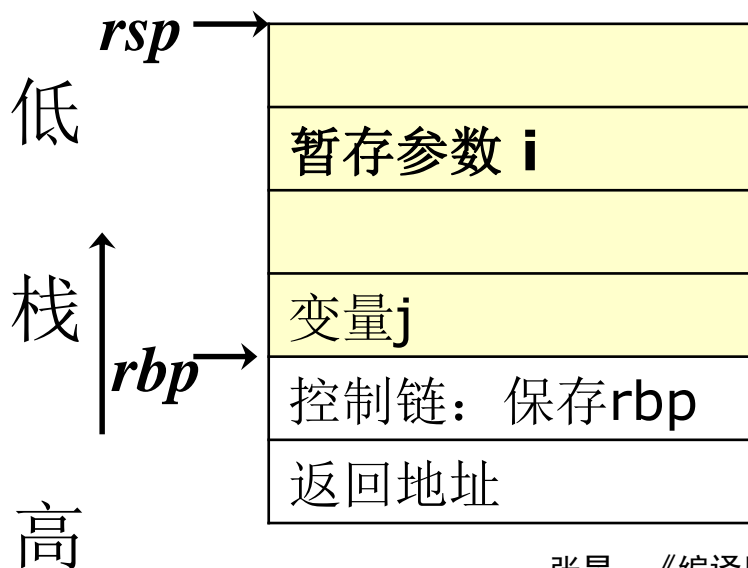 rsp
低
暂存参数 i
栈
变量j
rbp
控制链：保存rbp
返回地址
高